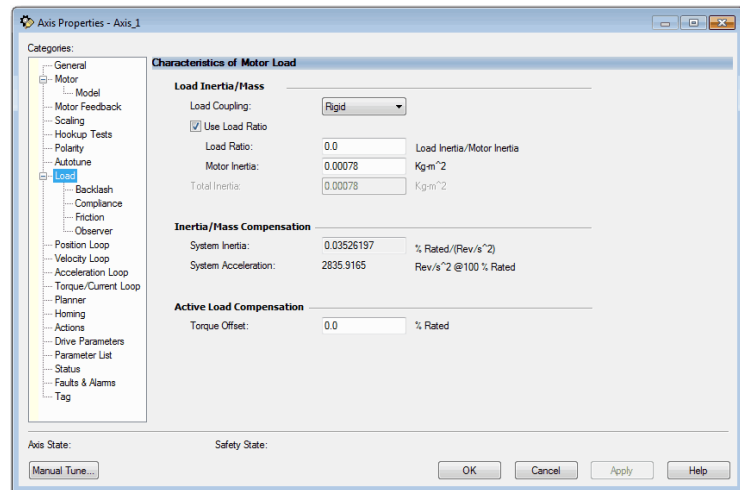 Axis Properties - Axis_1
Categories:
General
Motor
Model
Motor Feedback
Scaling
Hookup Tests
Polarity
Autotune
Load
Backlash
Compliance
Friction
Observer
Position Loop
Velocity Loop
Acceleration Loop
Torque/Current Loop
Planner
Homing
Actions
Drive Parameters
Parameter List
Status
Faults & Alarms
Tag
Characteristics of Motor Load
Load Inertia/Mass
Load Coupling: Rigid
Use Load Ratio
Load Ratio: 0.0 Load Inertia/Motor Inertia
Motor Inertia: 0.00078 Kg-m^2
Total Inertia: 0.00078 Kg-m^2
Inertia/Mass Compensation
System Inertia: 0.03526197 % Rated/(Rev/s^2)
System Acceleration: 2835.9165 Rev/s^2 @100 % Rated
Active Load Compensation
Torque Offset: 0.0 % Rated
Axis State: Safety State:
Manual Tune... OK Cancel Apply Help